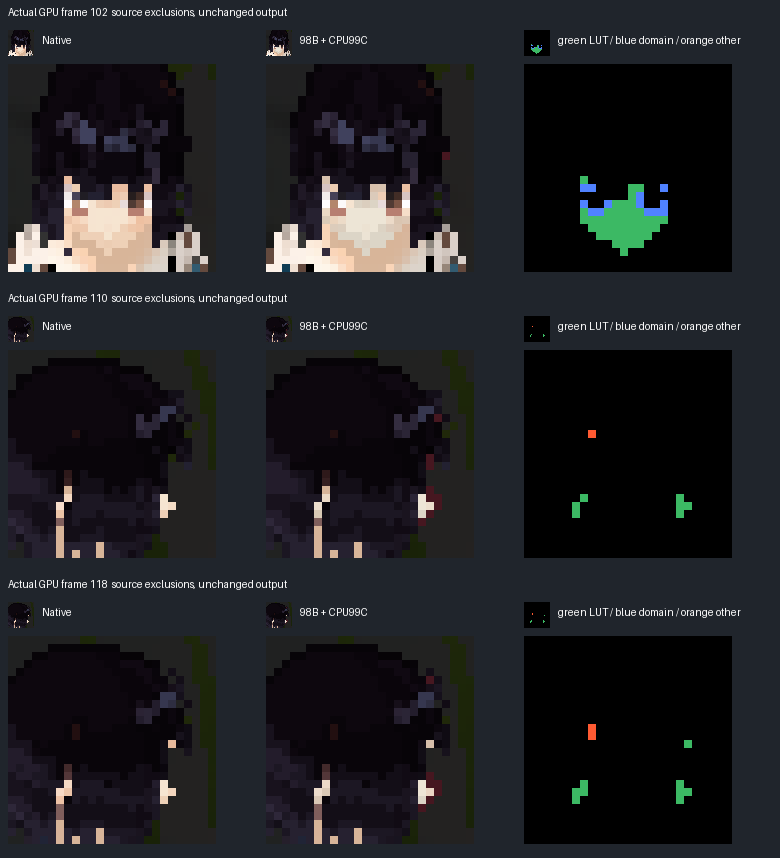 Actual GPU frame 102 source exclusions, unchanged output
Native
98B + CPU99C
green LUT / blue domain / orange other
Actual GPU frame 110 source exclusions, unchanged output
Native
98B + CPU99C
green LUT / blue domain / orange other
Actual GPU frame 118 source exclusions, unchanged output
Native
98B + CPU99C
green LUT / blue domain / orange other